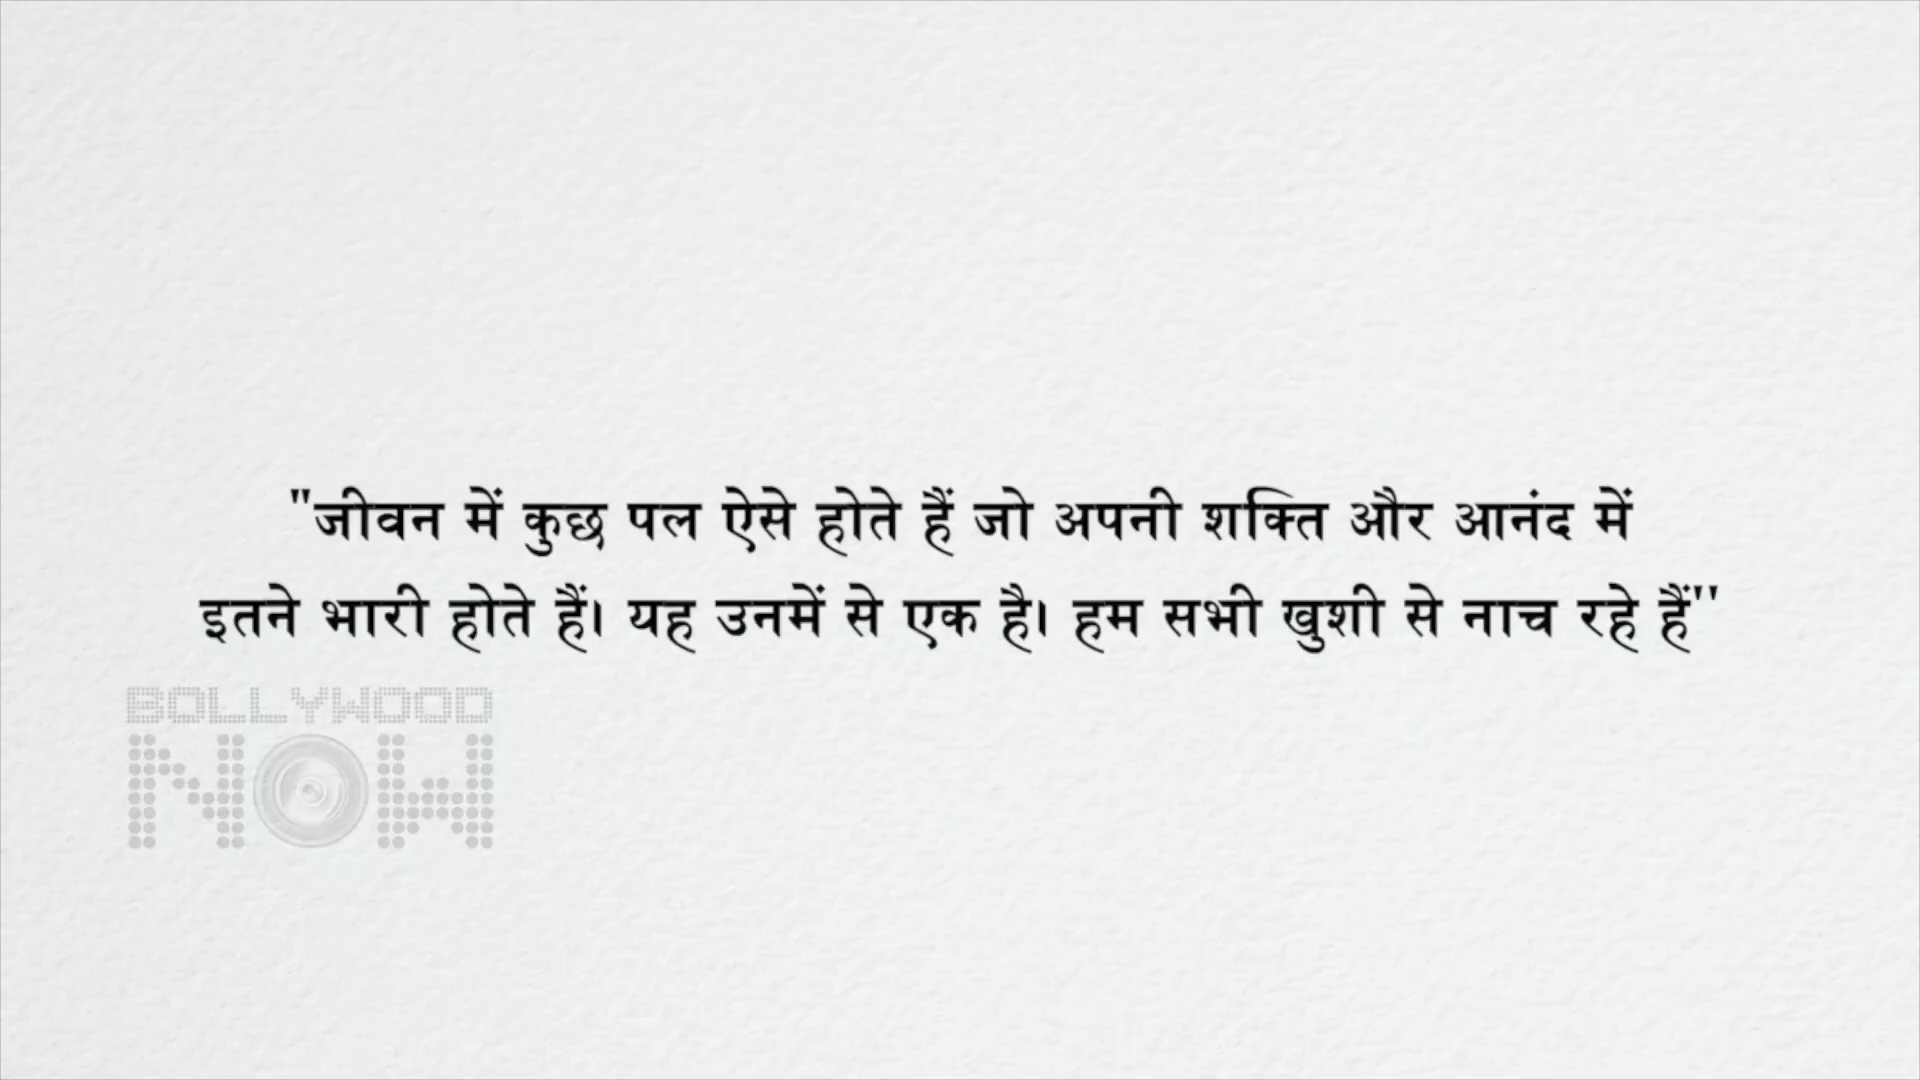 "जीवन में कुछ पल ऐसे होते हैं जो अपनी शक्ति और आनंद में
इतने भारी होते हैं। यह उनमें से एक है। हम सभी खुशी से नाच रहे हैं''
BOLLYWOOD
NOW